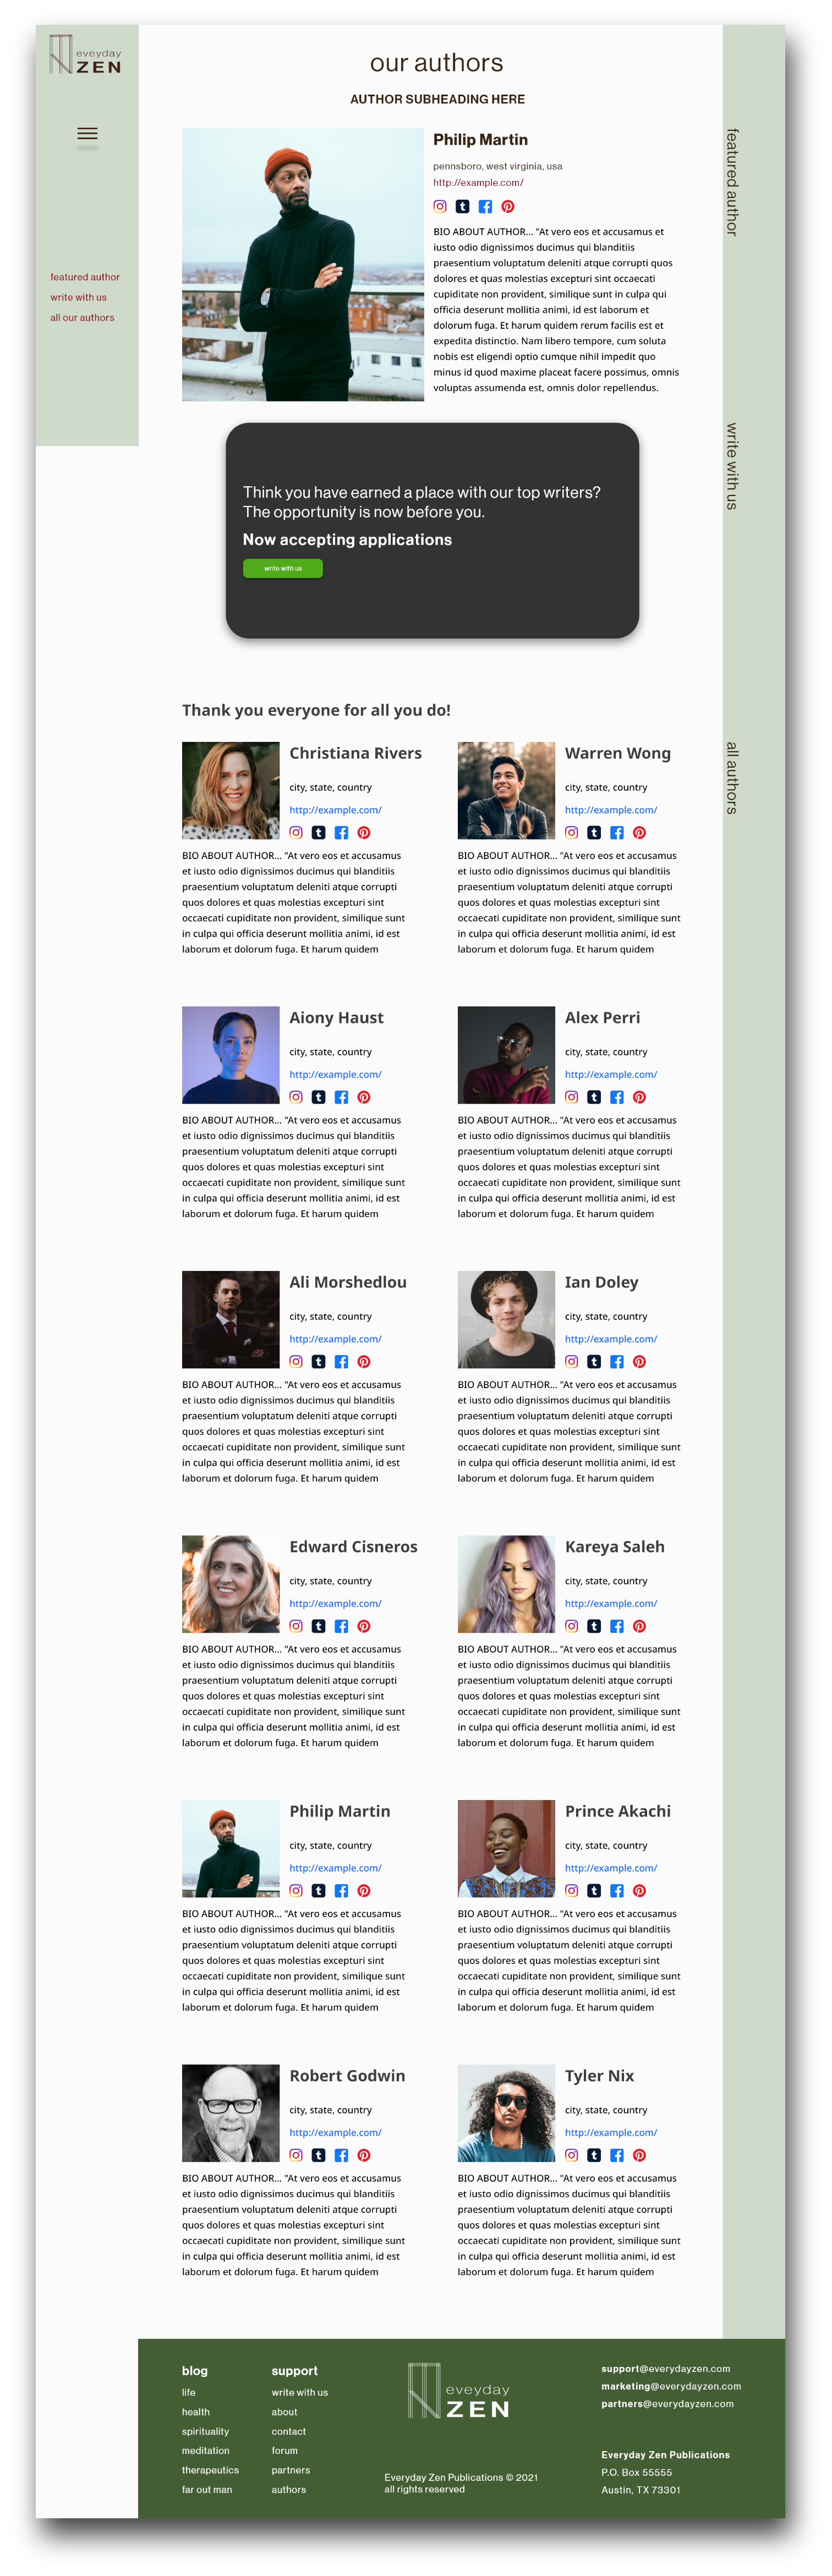 eveyday
ZEN
featured author
write with us
all our authors
our authors
AUTHOR SUBHEADING HERE
Philip Martin
pennsboro, west virginia, usa
http://example.com/
BIO ABOUT AUTHOR... "At vero eos et accusamus et
iusto odio dignissimos ducimus qui blanditiis
praesentium voluptatum deleniti atque corrupti quos
dolores et quas molestias excepturi sint occaecati
cupiditate non provident, similique sunt in culpa qui
officia deserunt mollitia animi, id est laborum et
dolorum fuga. Et harum quidem rerum facilis est et
expedita distinctio. Nam libero tempore, cum soluta
nobis est eligendi optio cumque nihil impedit quo
minus id quod maxime placeat facere possimus, omnis
voluptas assumenda est, omnis dolor repellendus.
featured author
Think you have earned a place with our top writers?
The opportunity is now before you.
Now accepting applications
write with us
write with us
Thank you everyone for all you do!
all authors
Christiana Rivers
city, state, country
http://example.com/
BIO ABOUT AUTHOR... "At vero eos et accusamus
et iusto odio dignissimos ducimus qui blanditiis
praesentium voluptatum deleniti atque corrupti
quos dolores et quas molestias excepturi sint
occaecati cupiditate non provident, similique sunt
in culpa qui officia deserunt mollitia animi, id est
laborum et dolorum fuga. Et harum quidem
Warren Wong
city, state, country
http://example.com/
BIO ABOUT AUTHOR... "At vero eos et accusamus
et iusto odio dignissimos ducimus qui blanditiis
praesentium voluptatum deleniti atque corrupti
quos dolores et quas molestias excepturi sint
occaecati cupiditate non provident, similique sunt
in culpa qui officia deserunt mollitia animi, id est
laborum et dolorum fuga. Et harum quidem
Aiony Haust
city, state, country
http://example.com/
BIO ABOUT AUTHOR... "At vero eos et accusamus
et iusto odio dignissimos ducimus qui blanditiis
praesentium voluptatum deleniti atque corrupti
quos dolores et quas molestias excepturi sint
occaecati cupiditate non provident, similique sunt
in culpa qui officia deserunt mollitia animi, id est
laborum et dolorum fuga. Et harum quidem
Alex Perri
city, state, country
http://example.com/
BIO ABOUT AUTHOR... "At vero eos et accusamus
et iusto odio dignissimos ducimus qui blanditiis
praesentium voluptatum deleniti atque corrupti
quos dolores et quas molestias excepturi sint
occaecati cupiditate non provident, similique sunt
in culpa qui officia deserunt mollitia animi, id est
laborum et dolorum fuga. Et harum quidem
Ali Morshedlou
city, state, country
http://example.com/
BIO ABOUT AUTHOR... "At vero eos et accusamus
et iusto odio dignissimos ducimus qui blanditiis
praesentium voluptatum deleniti atque corrupti
quos dolores et quas molestias excepturi sint
occaecati cupiditate non provident, similique sunt
in culpa qui officia deserunt mollitia animi, id est
laborum et dolorum fuga. Et harum quidem
Ian Doley
city, state, country
http://example.com/
BIO ABOUT AUTHOR... "At vero eos et accusamus
et iusto odio dignissimos ducimus qui blanditiis
praesentium voluptatum deleniti atque corrupti
quos dolores et quas molestias excepturi sint
occaecati cupiditate non provident, similique sunt
in culpa qui officia deserunt mollitia animi, id est
laborum et dolorum fuga. Et harum quidem
Edward Cisneros
city, state, country
http://example.com/
BIO ABOUT AUTHOR... "At vero eos et accusamus
et iusto odio dignissimos ducimus qui blanditiis
praesentium voluptatum deleniti atque corrupti
quos dolores et quas molestias excepturi sint
occaecati cupiditate non provident, similique sunt
in culpa qui officia deserunt mollitia animi, id est
laborum et dolorum fuga. Et harum quidem
Kareya Saleh
city, state, country
http://example.com/
BIO ABOUT AUTHOR... "At vero eos et accusamus
et iusto odio dignissimos ducimus qui blanditiis
praesentium voluptatum deleniti atque corrupti
quos dolores et quas molestias excepturi sint
occaecati cupiditate non provident, similique sunt
in culpa qui officia deserunt mollitia animi, id est
laborum et dolorum fuga. Et harum quidem
Philip Martin
city, state, country
http://example.com/
BIO ABOUT AUTHOR... "At vero eos et accusamus
et iusto odio dignissimos ducimus qui blanditiis
praesentium voluptatum deleniti atque corrupti
quos dolores et quas molestias excepturi sint
occaecati cupiditate non provident, similique sunt
in culpa qui officia deserunt mollitia animi, id est
laborum et dolorum fuga. Et harum quidem
Prince Akachi
city, state, country
http://example.com/
BIO ABOUT AUTHOR... "At vero eos et accusamus
et iusto odio dignissimos ducimus qui blanditiis
praesentium voluptatum deleniti atque corrupti
quos dolores et quas molestias excepturi sint
occaecati cupiditate non provident, similique sunt
in culpa qui officia deserunt mollitia animi, id est
laborum et dolorum fuga. Et harum quidem
Robert Godwin
city, state, country
http://example.com/
BIO ABOUT AUTHOR... "At vero eos et accusamus
et iusto odio dignissimos ducimus qui blanditiis
praesentium voluptatum deleniti atque corrupti
quos dolores et quas molestias excepturi sint
occaecati cupiditate non provident, similique sunt
in culpa qui officia deserunt mollitia animi, id est
laborum et dolorum fuga. Et harum quidem
Tyler Nix
city, state, country
http://example.com/
BIO ABOUT AUTHOR... "At vero eos et accusamus
et iusto odio dignissimos ducimus qui blanditiis
praesentium voluptatum deleniti atque corrupti
quos dolores et quas molestias excepturi sint
occaecati cupiditate non provident, similique sunt
in culpa qui officia deserunt mollitia animi, id est
laborum et dolorum fuga. Et harum quidem
blog
life
health
spirituality
meditation
therapeutics
far out man
support
write with us
about
contact
forum
partners
authors
eveyday
ZEN
Everyday Zen Publications © 2021
all rights reserved
support@everydayzen.com
marketing@everydayzen.com
partners@everydayzen.com
Everyday Zen Publications
P.O. Box 55555
Austin, TX 73301